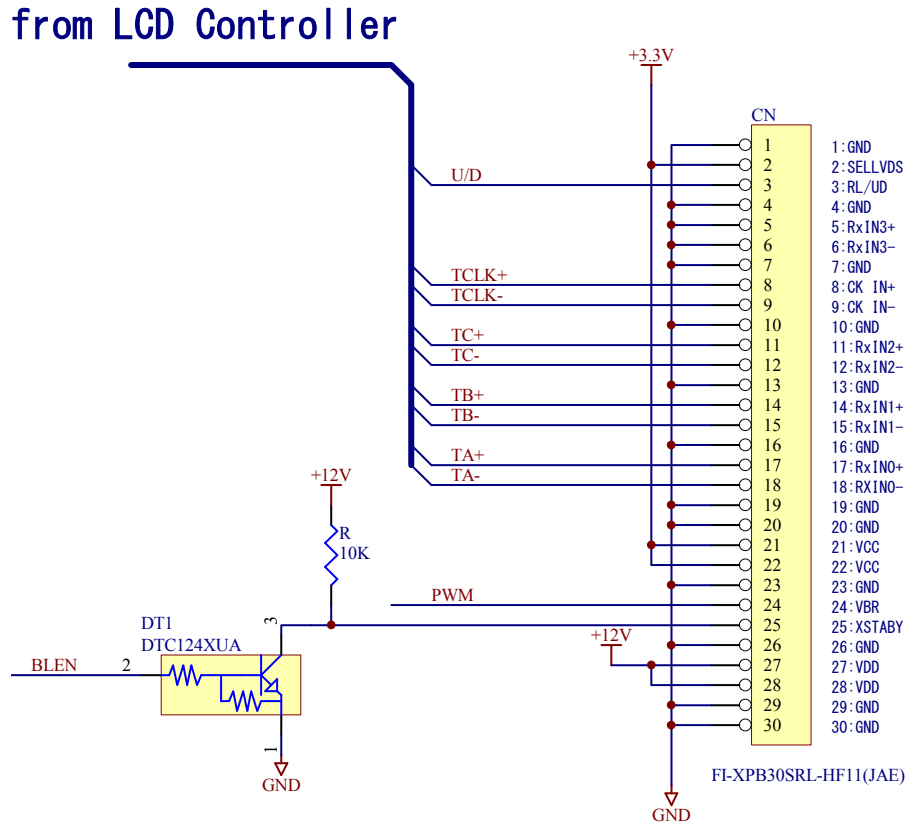 from LCD Controller
+3.3V
CN
1
1:GND
2
2:SELLVDS
U/D
3
3:RL/UD
4
4:GND
5
5:RxIN3+
6
6:RxIN3-
7
7:GND
TCLK+
8
8:CK IN+
TCLK-
9
9:CK IN-
10
10:GND
TC+
11
11:RxIN2+
TC-
12
12:RxIN2-
13
13:GND
TB+
14
14:RxIN1+
TB-
15
15:RxIN1-
16
16:GND
TA+
17
17:RxIN0+
TA-
18
18:RXIN0-
+12V
19
19:GND
20
20:GND
R
10K
21
21:VCC
22
22:VCC
23
23:GND
PWM
24
24:VBR
3
25
25:XSTABY
DT1
DTC124XUA
+12V
26
26:GND
BLEN
2
27
27:VDD
28
28:VDD
29
29:GND
30
30:GND
1
GND
FI-XPB30SRL-HF11(JAE)
GND